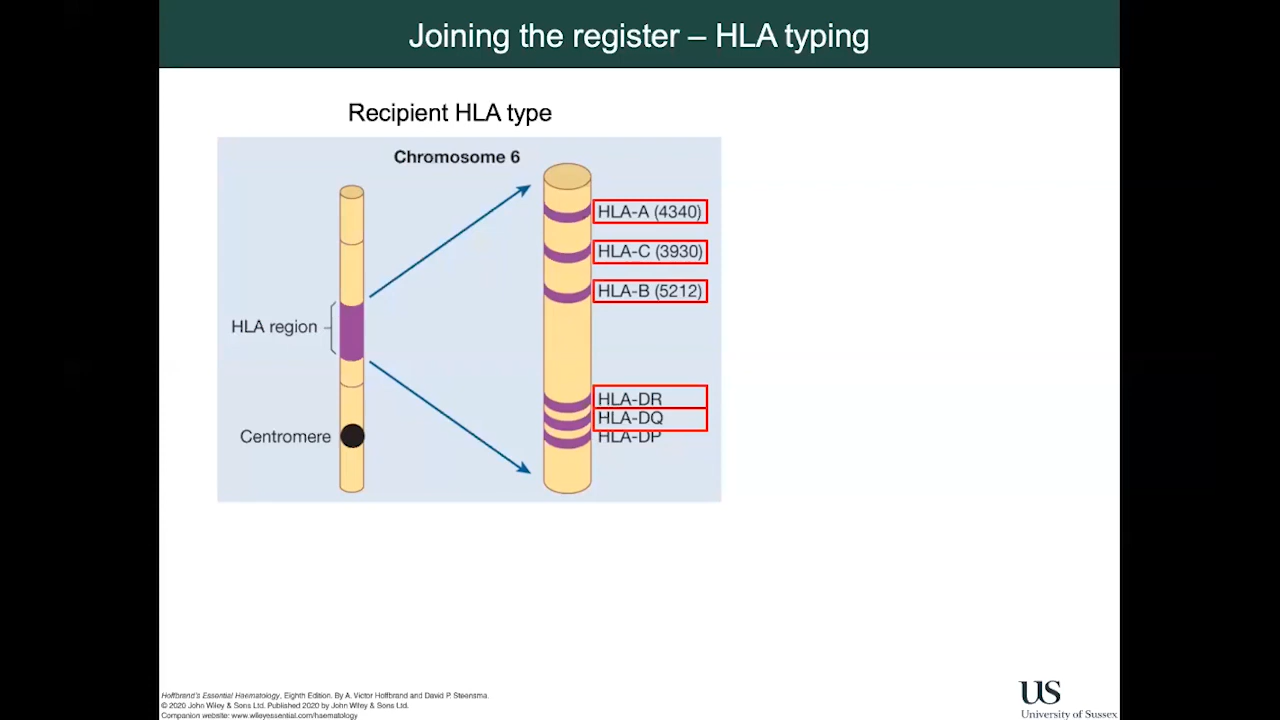 Joining the register – HLA typing
Recipient HLA type
Chromosome 6
HLA-A (4340)
HLA-C (3930)
HLA-B (5212)
HLA region
HLA-DR
HLA-DQ
HLA-DP
Centromere
Hoffbrand's Essential Haematology, Eighth Edition. By A. Victor Hoffbrand and David P. Steensma.
© 2020 John Wiley & Sons Ltd. Published 2020 by John Wiley & Sons Ltd.
Companion website: www.wileyessential.com/haematology
US
University of Sussex